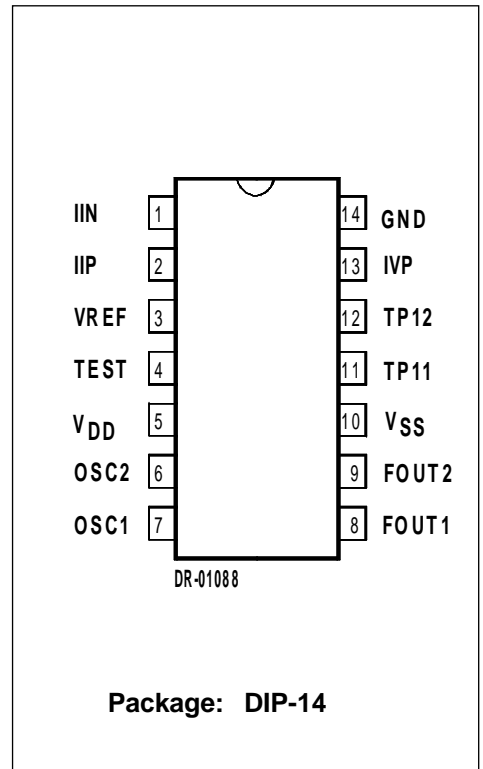 IIN 1 14 GND
IIP 2 13 IVP
VREF 3 12 TP12
TEST 4 11 TP11
VDD 5 10 VSS
OSC2 6 9 FOUT2
OSC1 7 8 FOUT1
DR-01088
Package: DIP-14